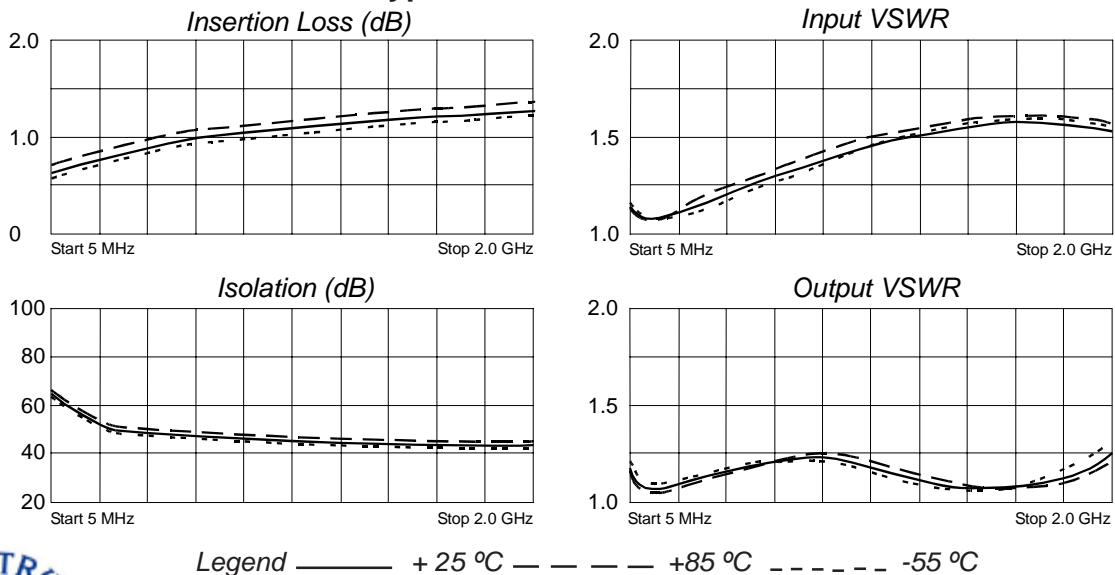 Insertion Loss (dB)
2.0
1.0
0
Start 5 MHz
Stop 2.0 GHz
Input VSWR
2.0
1.5
1.0
Start 5 MHz
Stop 2.0 GHz
Isolation (dB)
100
80
60
40
20
Start 5 MHz
Stop 2.0 GHz
Output VSWR
2.0
1.5
1.0
Start 5 MHz
Stop 2.0 GHz
Legend + 25 ºC +85 ºC -55 ºC